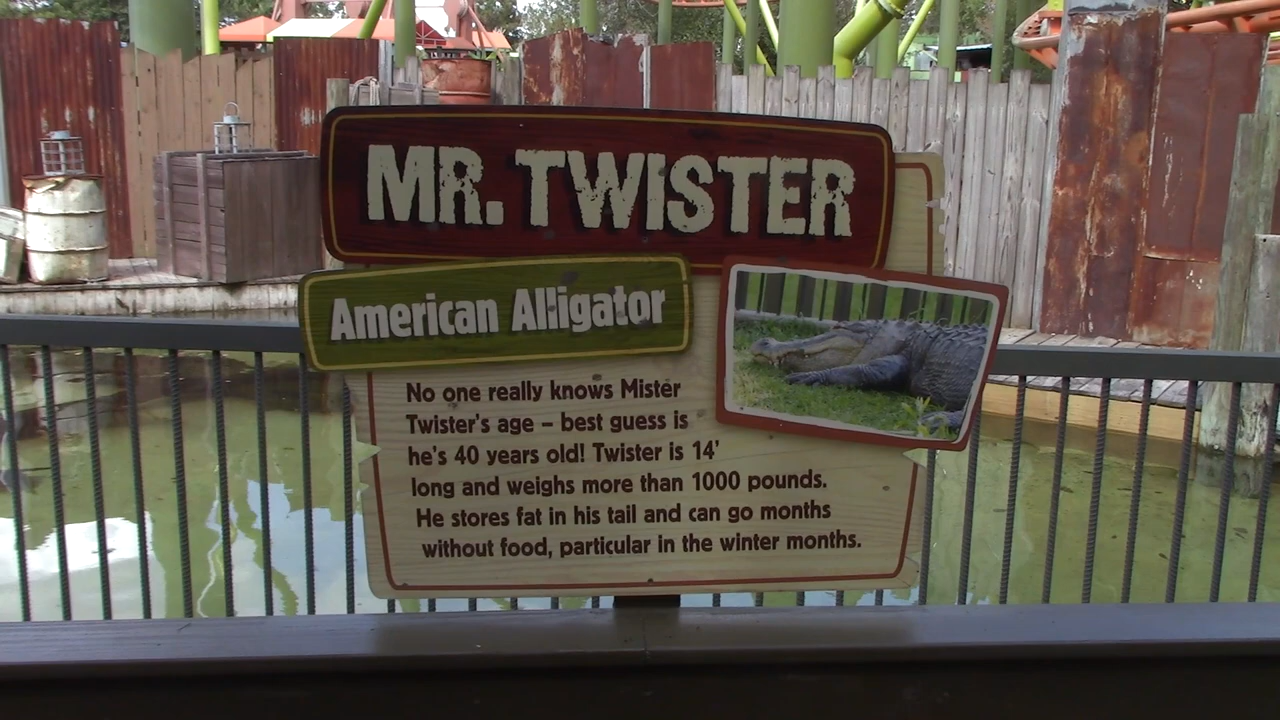 MR. TWISTER
American Alligator
No one really knows Mister
Twister's age – best guess is
he's 40 years old! Twister is 14'
long and weighs more than 1000 pounds.
He stores fat in his tail and can go months
without food, particular in the winter months.